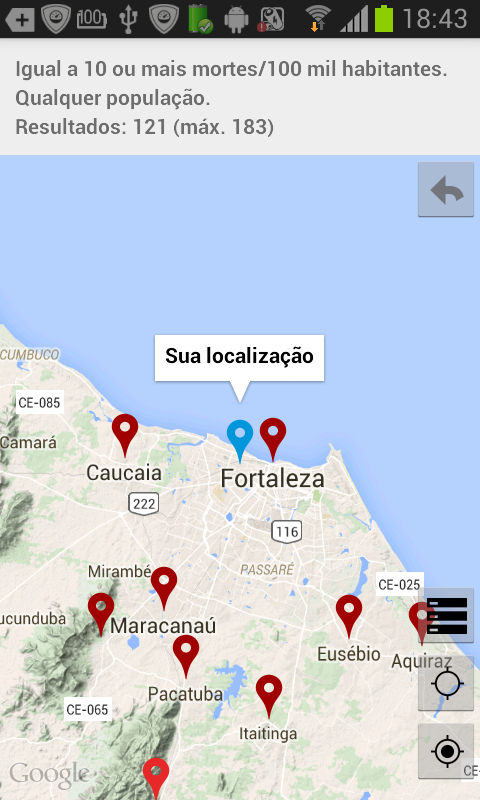 100
18:43
Igual a 10 ou mais mortes/100 mil habitantes.
Qualquer população.
Resultados: 121 (máx. 183)
Sua localização
CUMBUCO
CE-085
Camará
Caucaia
Fortaleza
222
116
PASSARÉ
Mirambé
CE-025
ucunduba
Maracanaú
Eusébio
Aquiraz
Pacatuba
CE-065
Itaitinga
Google
CE-